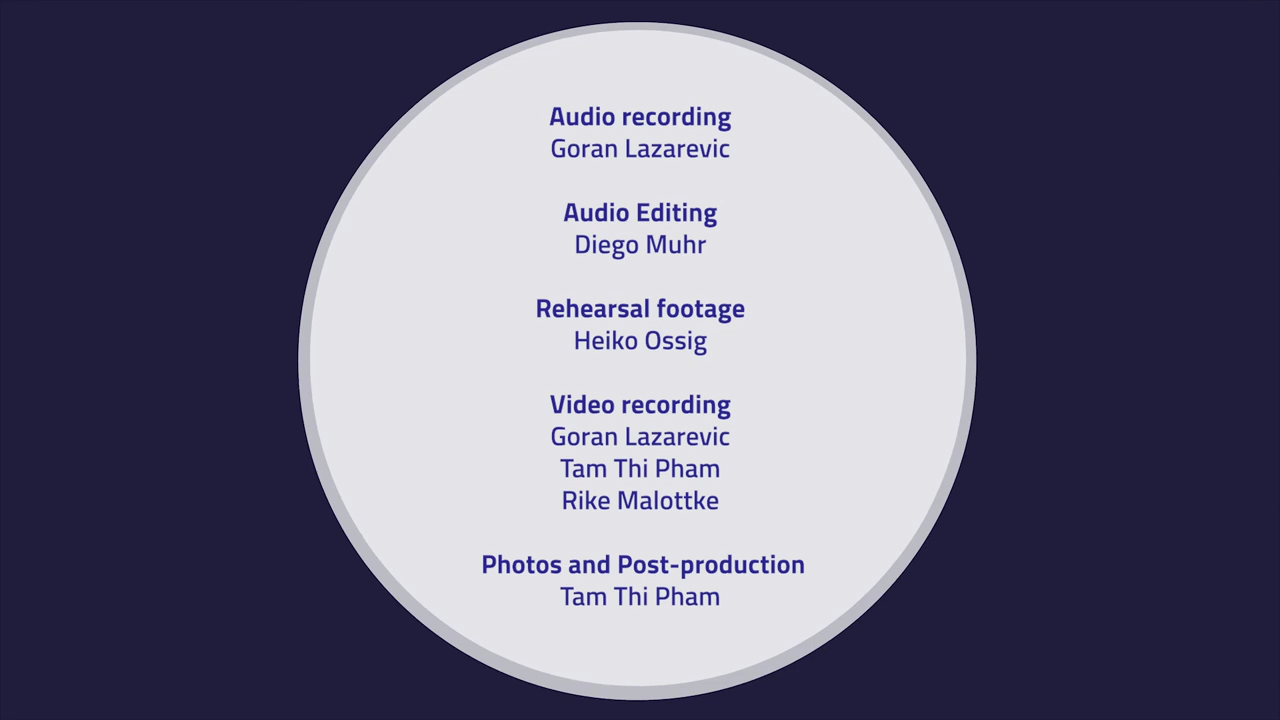 Audio recording
Goran Lazarevic
Audio Editing
Diego Muhr
Rehearsal footage
Heiko Ossig
Video recording
Goran Lazarevic
Tam Thi Pham
Rike Malottke
Photos and Post-production
Tam Thi Pham